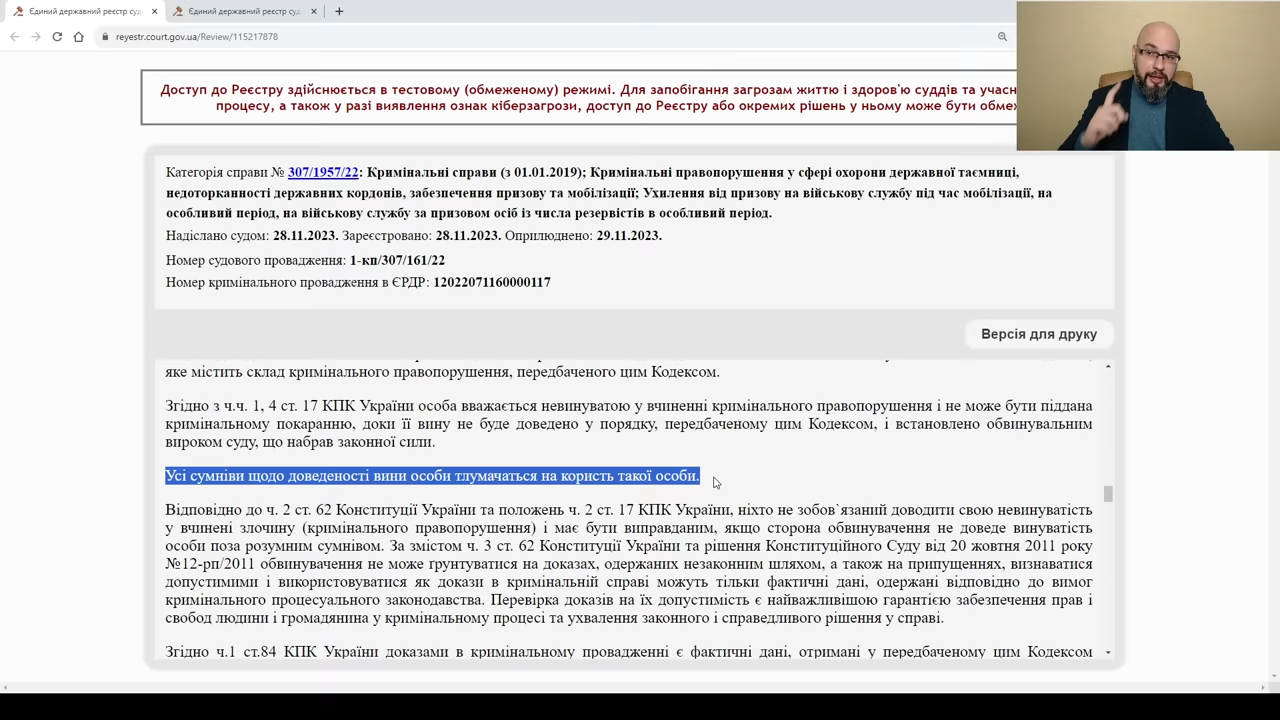 Єдиний державний реєстр суд
Єдиний державний реєстр суд
reyestr.court.gov.ua/Review/115217878
Доступ до Реєстру здійснюється в тестовому (обмеженому) режимі. Для запобігання загрозам життю і здоров'ю суддів та учасн
процесу, а також у разі виявлення ознак кіберзагрози, доступ до Реєстру або окремих рішень у ньому може бути обмеж
Категорія справи № 307/1957/22: Кримінальні справи (з 01.01.2019); Кримінальні правопорушення у сфері охорони державної таємниці,
недоторканності державних кордонів, забезпечення призову та мобілізації; Ухилення від призову на військову службу під час мобілізації, на
особливий період, на військову службу за призовом осіб із числа резервістів в особливий період.
Надіслано судом: 28.11.2023. Зареєстровано: 28.11.2023. Оприлюднено: 29.11.2023.
Номер судового провадження: 1-кп/307/161/22
Номер кримінального провадження в ЄРДР: 12022071160000117
Версія для друку
яке містить склад кримінального правопорушення, передбаченого цим Кодексом.
Згідно з ч.ч. 1, 4 ст. 17 КПК України особа вважається невинуватою у вчиненні кримінального правопорушення і не може бути піддана
кримінальному покаранню, доки її вину не буде доведено у порядку, передбаченому цим Кодексом, і встановлено обвинувальним
вироком суду, що набрав законної сили.
Усі сумніви щодо доведеності вини особи тлумачаться на користь такої особи.
Відповідно до ч. 2 ст. 62 Конституції України та положень ч. 2 ст. 17 КПК України, ніхто не зобов`язаний доводити свою невинуватість
у вчинені злочину (кримінального правопорушення) і має бути виправданим, якщо сторона обвинувачення не доведе винуватість
особи поза розумним сумнівом. За змістом ч. 3 ст. 62 Конституції України та рішення Конституційного Суду від 20 жовтня 2011 року
№12-рп/2011 обвинувачення не може ґрунтуватися на доказах, одержаних незаконним шляхом, а також на припущеннях, визнаватися
допустимими і використовуватися як докази в кримінальній справі можуть тільки фактичні дані, одержані відповідно до вимог
кримінального процесуального законодавства. Перевірка доказів на їх допустимість є найважливішою гарантією забезпечення прав і
свобод людини і громадянина у кримінальному процесі та ухвалення законного і справедливого рішення у справі.
Згідно ч.1 ст.84 КПК України доказами в кримінальному провадженні є фактичні дані, отримані у передбаченому цим Кодексом